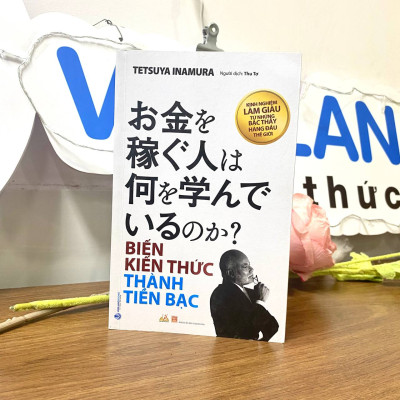 TETSUYA INAMURA
Người dịch: Thu Tơ
KINH NGHIỆM
LÀM GIÀU
TỪ NHỮNG
BẬC THẦY
HÀNG ĐẦU
THẾ GIỚI
お金を
稼ぐ人は
何を学んで
いるのか?
BIẾN
KIẾN THỨC
THÀNH
TIỀN BẠC
V LAN
thức